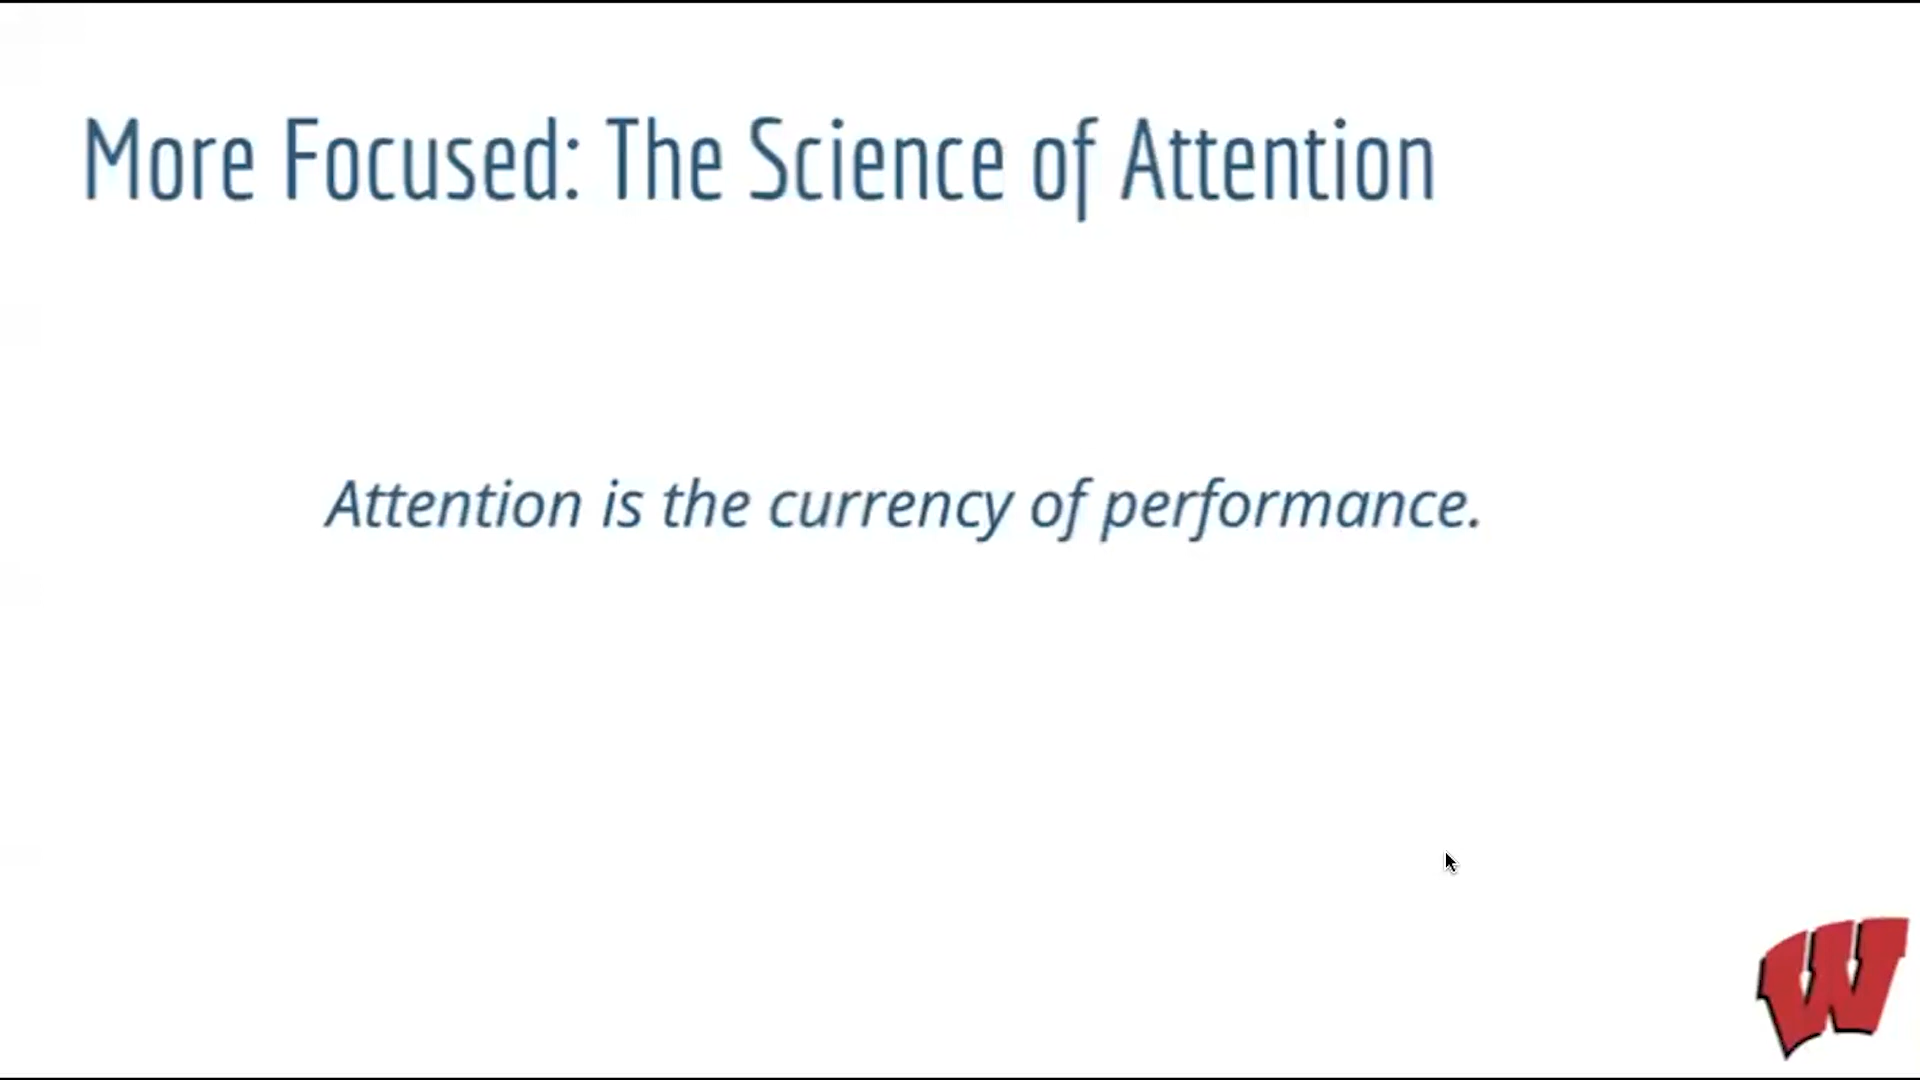 More Focused: The Science of Attention
Attention is the currency of performance.
W